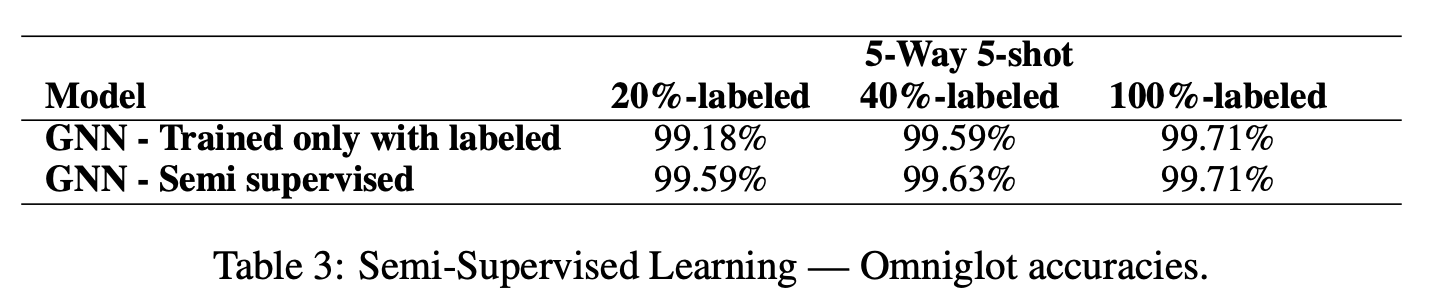 5-Way 5-shot
Model 20%-labeled 40%-labeled 100%-labeled
GNN - Trained only with labeled 99.18% 99.59% 99.71%
GNN - Semi supervised 99.59% 99.63% 99.71%
Table 3: Semi-Supervised Learning — Omniglot accuracies.